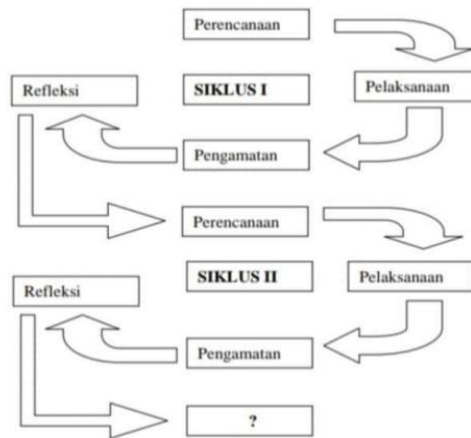 Perencanaan
Refleksi
SIKLUS I
Pelaksanaan
Pengamatan
Perencanaan
Refleksi
SIKLUS II
Pelaksanaan
Pengamatan
?